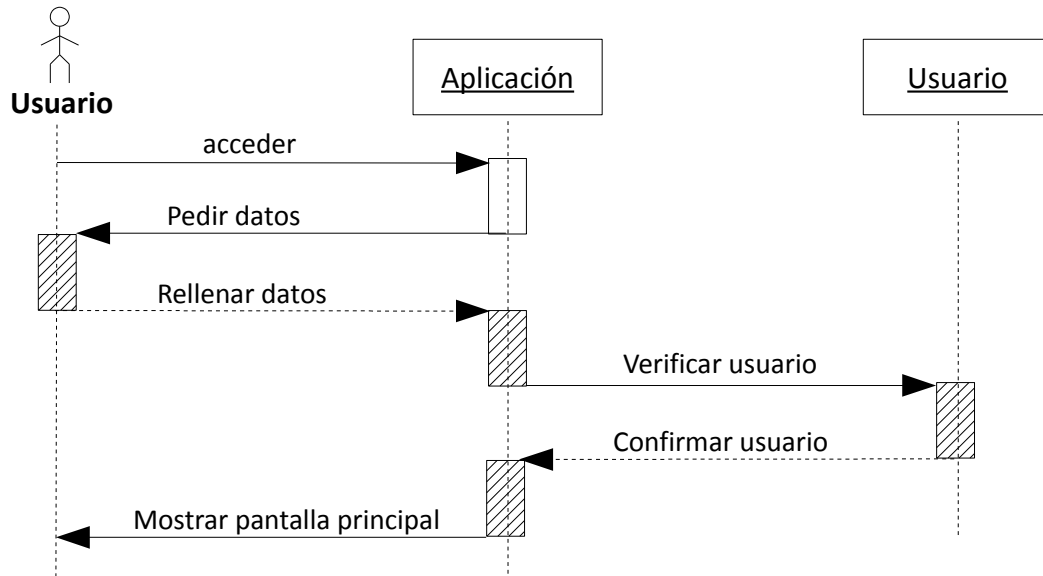 Usuario
Aplicación
Usuario
acceder
Pedir datos
Rellenar datos
Verificar usuario
Confirmar usuario
Mostrar pantalla principal